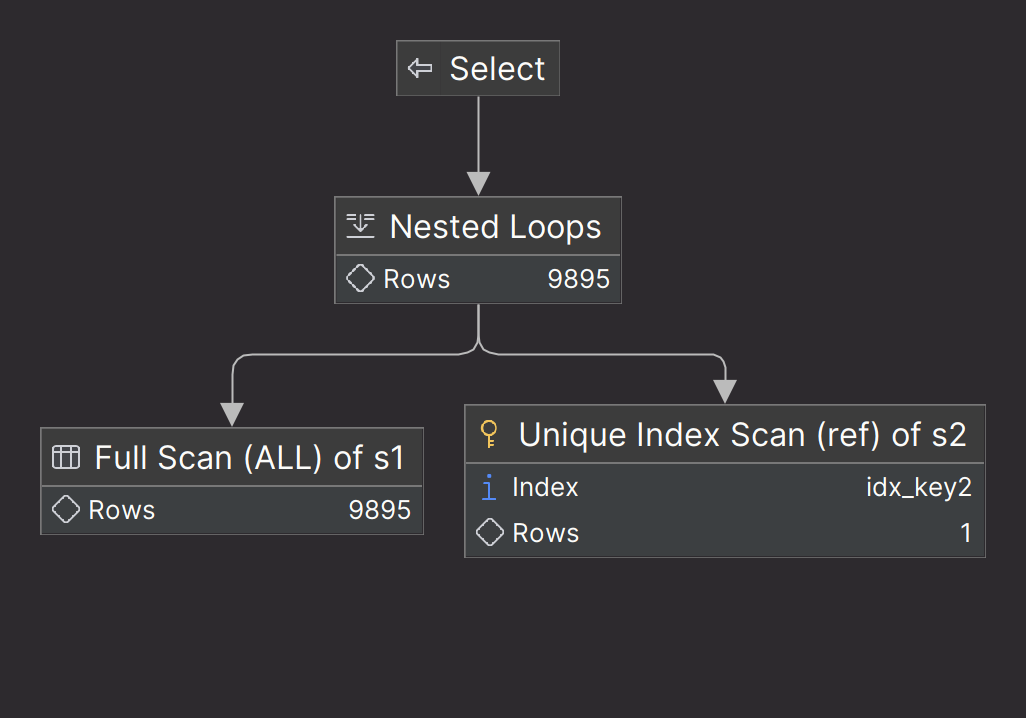 Select
Nested Loops
Rows 9895
Full Scan (ALL) of s1
Rows 9895
Unique Index Scan (ref) of s2
Index idx_key2
Rows 1